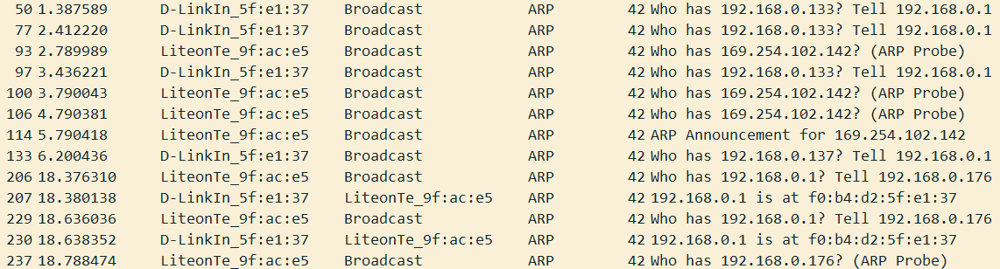 50 1.387589 D-LinkIn_5f:e1:37 Broadcast ARP 42 Who has 192.168.0.133? Tell 192.168.0.1
77 2.412220 D-LinkIn_5f:e1:37 Broadcast ARP 42 Who has 192.168.0.133? Tell 192.168.0.1
93 2.789989 LiteonTe_9f:ac:e5 Broadcast ARP 42 Who has 169.254.102.142? (ARP Probe)
97 3.436221 D-LinkIn_5f:e1:37 Broadcast ARP 42 Who has 192.168.0.133? Tell 192.168.0.1
100 3.790043 LiteonTe_9f:ac:e5 Broadcast ARP 42 Who has 169.254.102.142? (ARP Probe)
106 4.790381 LiteonTe_9f:ac:e5 Broadcast ARP 42 Who has 169.254.102.142? (ARP Probe)
114 5.790418 LiteonTe_9f:ac:e5 Broadcast ARP 42 ARP Announcement for 169.254.102.142
133 6.200436 D-LinkIn_5f:e1:37 Broadcast ARP 42 Who has 192.168.0.137? Tell 192.168.0.1
206 18.376310 LiteonTe_9f:ac:e5 Broadcast ARP 42 Who has 192.168.0.1? Tell 192.168.0.176
207 18.380138 D-LinkIn_5f:e1:37 LiteonTe_9f:ac:e5 ARP 42 192.168.0.1 is at f0:b4:d2:5f:e1:37
229 18.636036 LiteonTe_9f:ac:e5 Broadcast ARP 42 Who has 192.168.0.1? Tell 192.168.0.176
230 18.638352 D-LinkIn_5f:e1:37 LiteonTe_9f:ac:e5 ARP 42 192.168.0.1 is at f0:b4:d2:5f:e1:37
237 18.788474 LiteonTe_9f:ac:e5 Broadcast ARP 42 Who has 192.168.0.176? (ARP Probe)